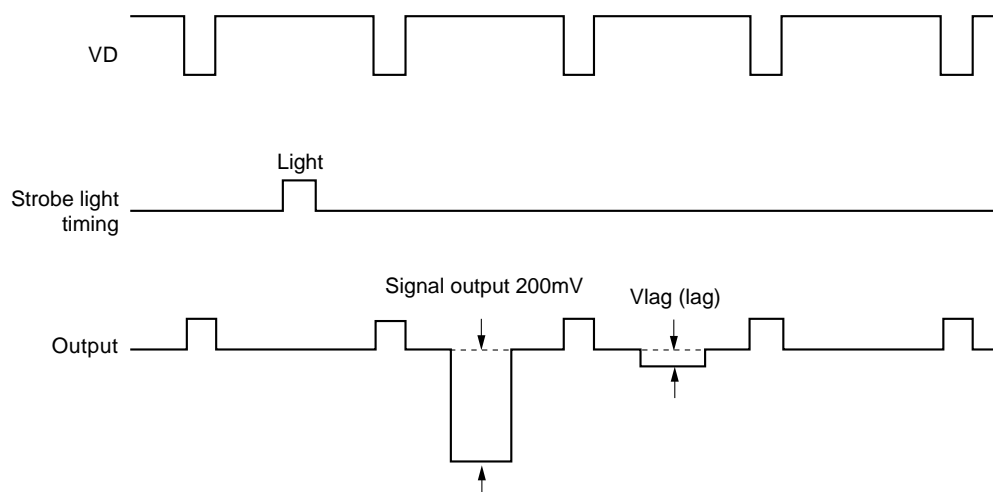 VD
Light
Strobe light
timing
Signal output 200mV
Vlag (lag)
Output